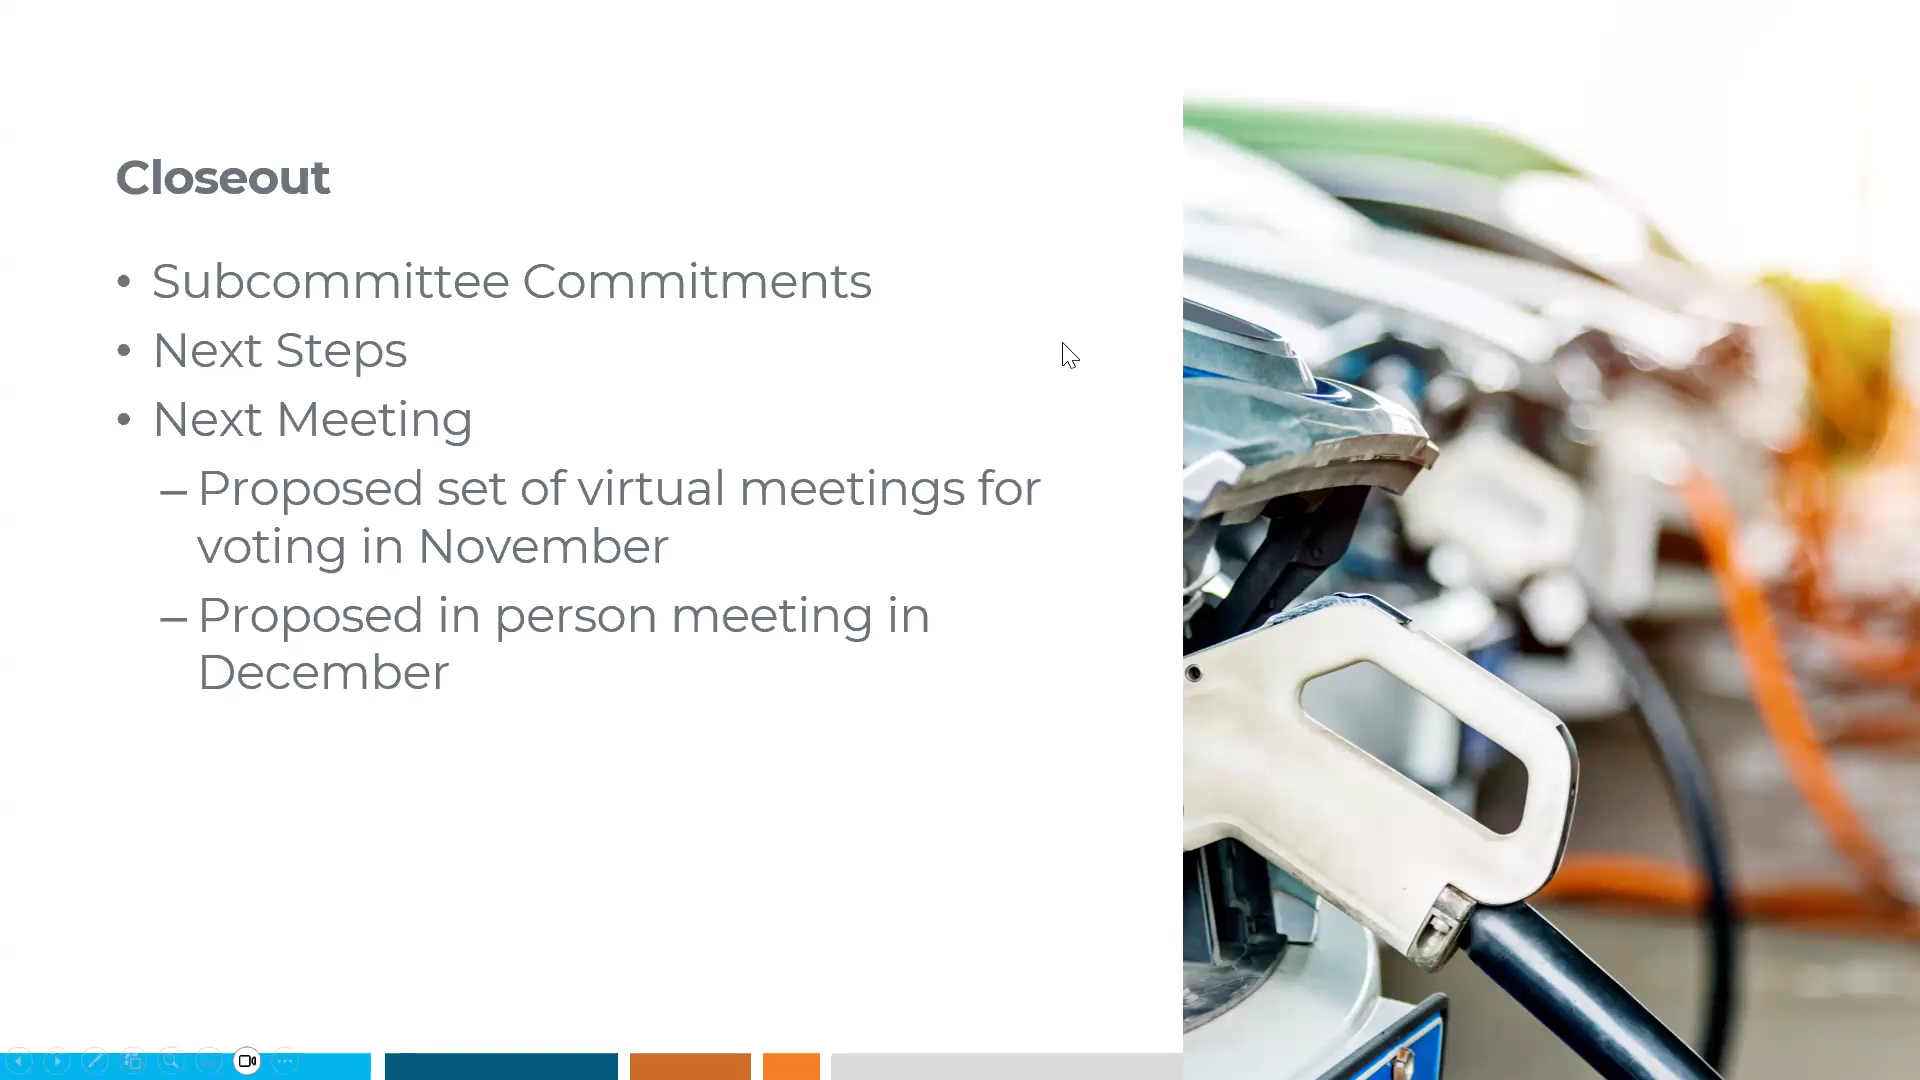 Closeout
• Subcommittee Commitments
• Next Steps
• Next Meeting
– Proposed set of virtual meetings for
voting in November
– Proposed in person meeting in
December